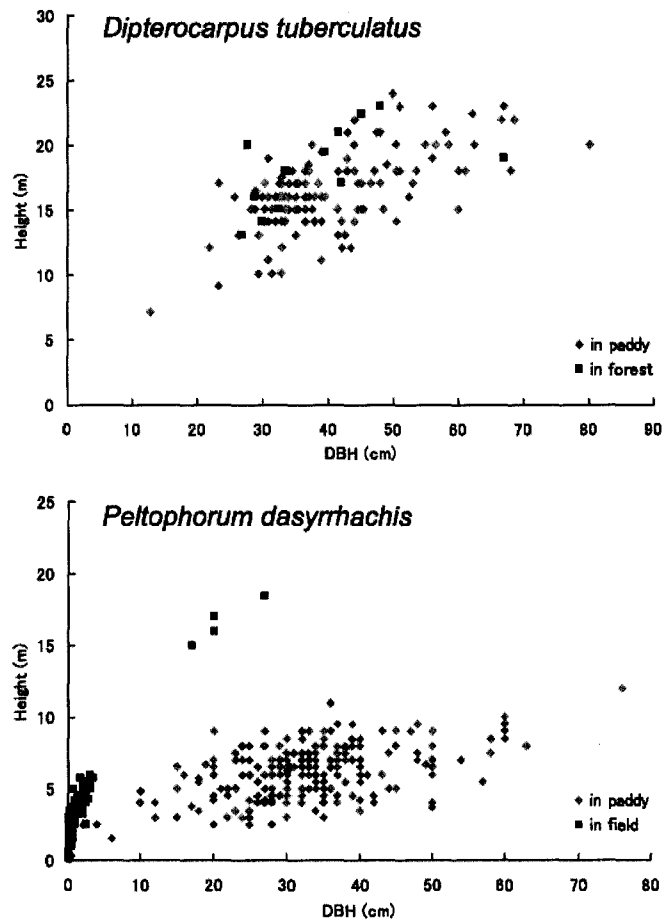 Dipterocarpus tuberculatus
30
25
20
15
10
5
0
Height (m)
◆ in paddy
■ in forest
0 10 20 30 40 50 60 70 80 90
DBH (cm)
Peltophorum dasyrrhachis
25
20
15
10
5
0
Height (m)
◆ in paddy
■ in field
0 10 20 30 40 50 60 70 80
DBH (cm)